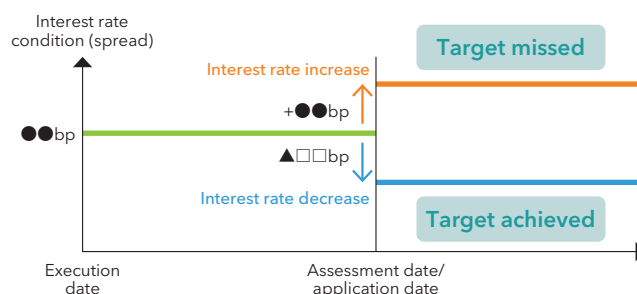 Interest rate
condition (spread)
Target missed
Interest rate increase
+●●bp
●●bp
▲□□bp
Interest rate decrease
Target achieved
Execution
date
Assessment date/
application date